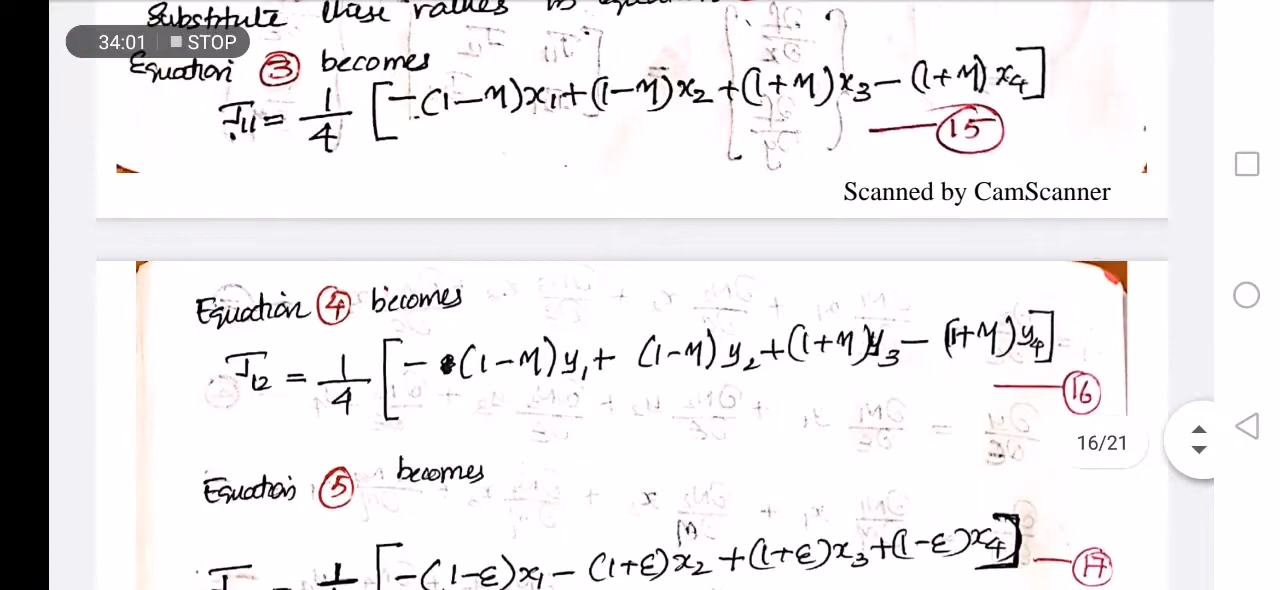 Substitute these values in
34:01 STOP
Equation ③ becomes
J₁₁ = 1/4 [-(1-η)x₁+(1-η)x₂+(1+η)x₃-(1+η)x₄]
⑮
Scanned by CamScanner
Equation ④ becomes
J₁₂ = 1/4 [-(1-η)y₁+(1-η)y₂+(1+η)y₃-(1+η)y₄]
⑯
16/21
Equation ⑤ becomes
-(1-ε)x₁-(1+ε)x₂+(1+ε)x₃+(1-ε)x₄] — ⑰